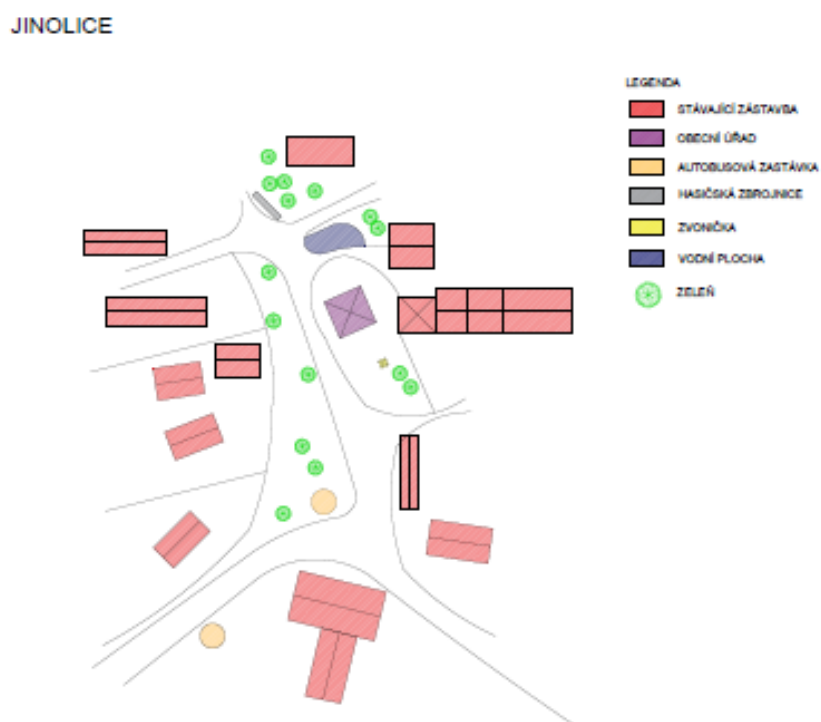 JINOLICE
LEGENDA
STÁVAJÍCÍ ZÁSTAVBA
OBECNÍ ÚŘAD
AUTOBUSOVÁ ZASTÁVKA
HASIČSKÁ ZBROJNICE
ZVONIČKA
VODNÍ PLOCHA
ZELEŇ